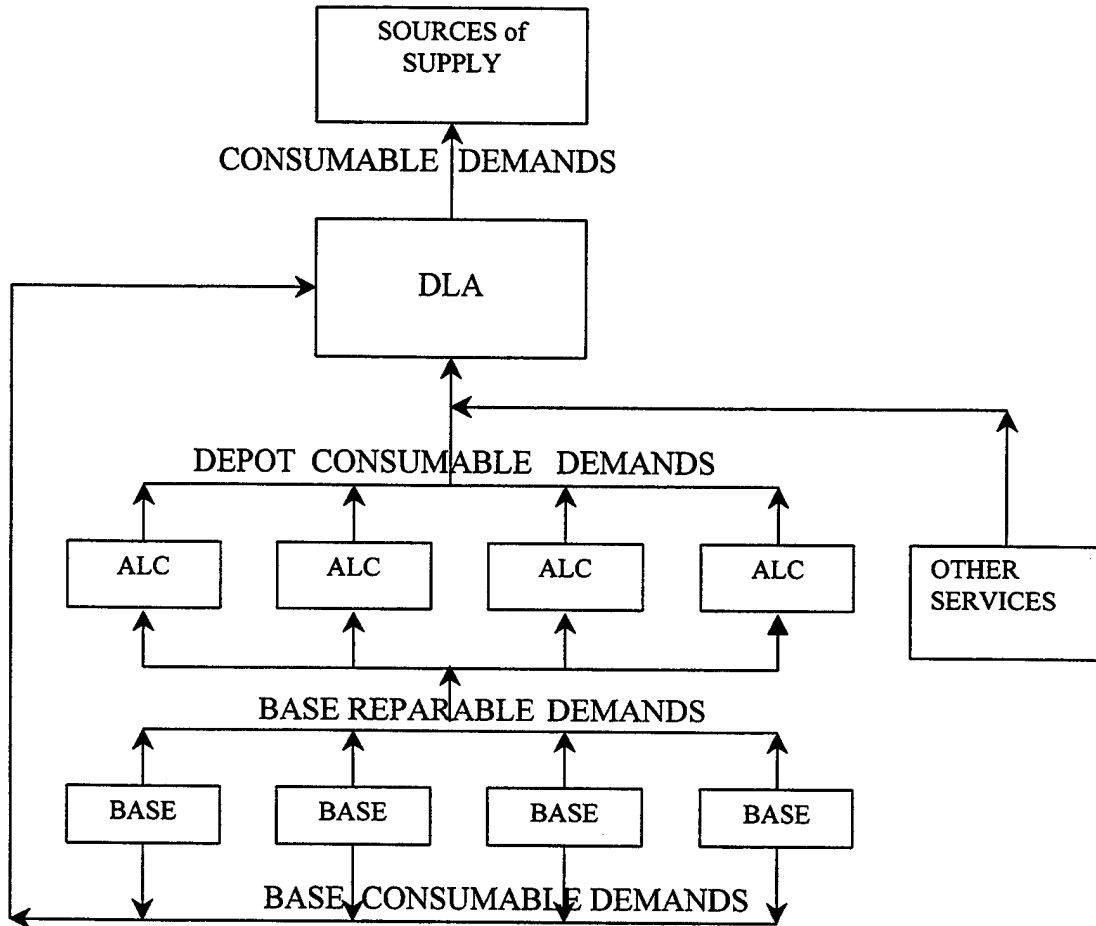 SOURCES of
SUPPLY
CONSUMABLE DEMANDS
DLA
DEPOT CONSUMABLE DEMANDS
ALC
ALC
ALC
ALC
OTHER
SERVICES
BASE REPARABLE DEMANDS
BASE
BASE
BASE
BASE
BASE CONSUMABLE DEMANDS